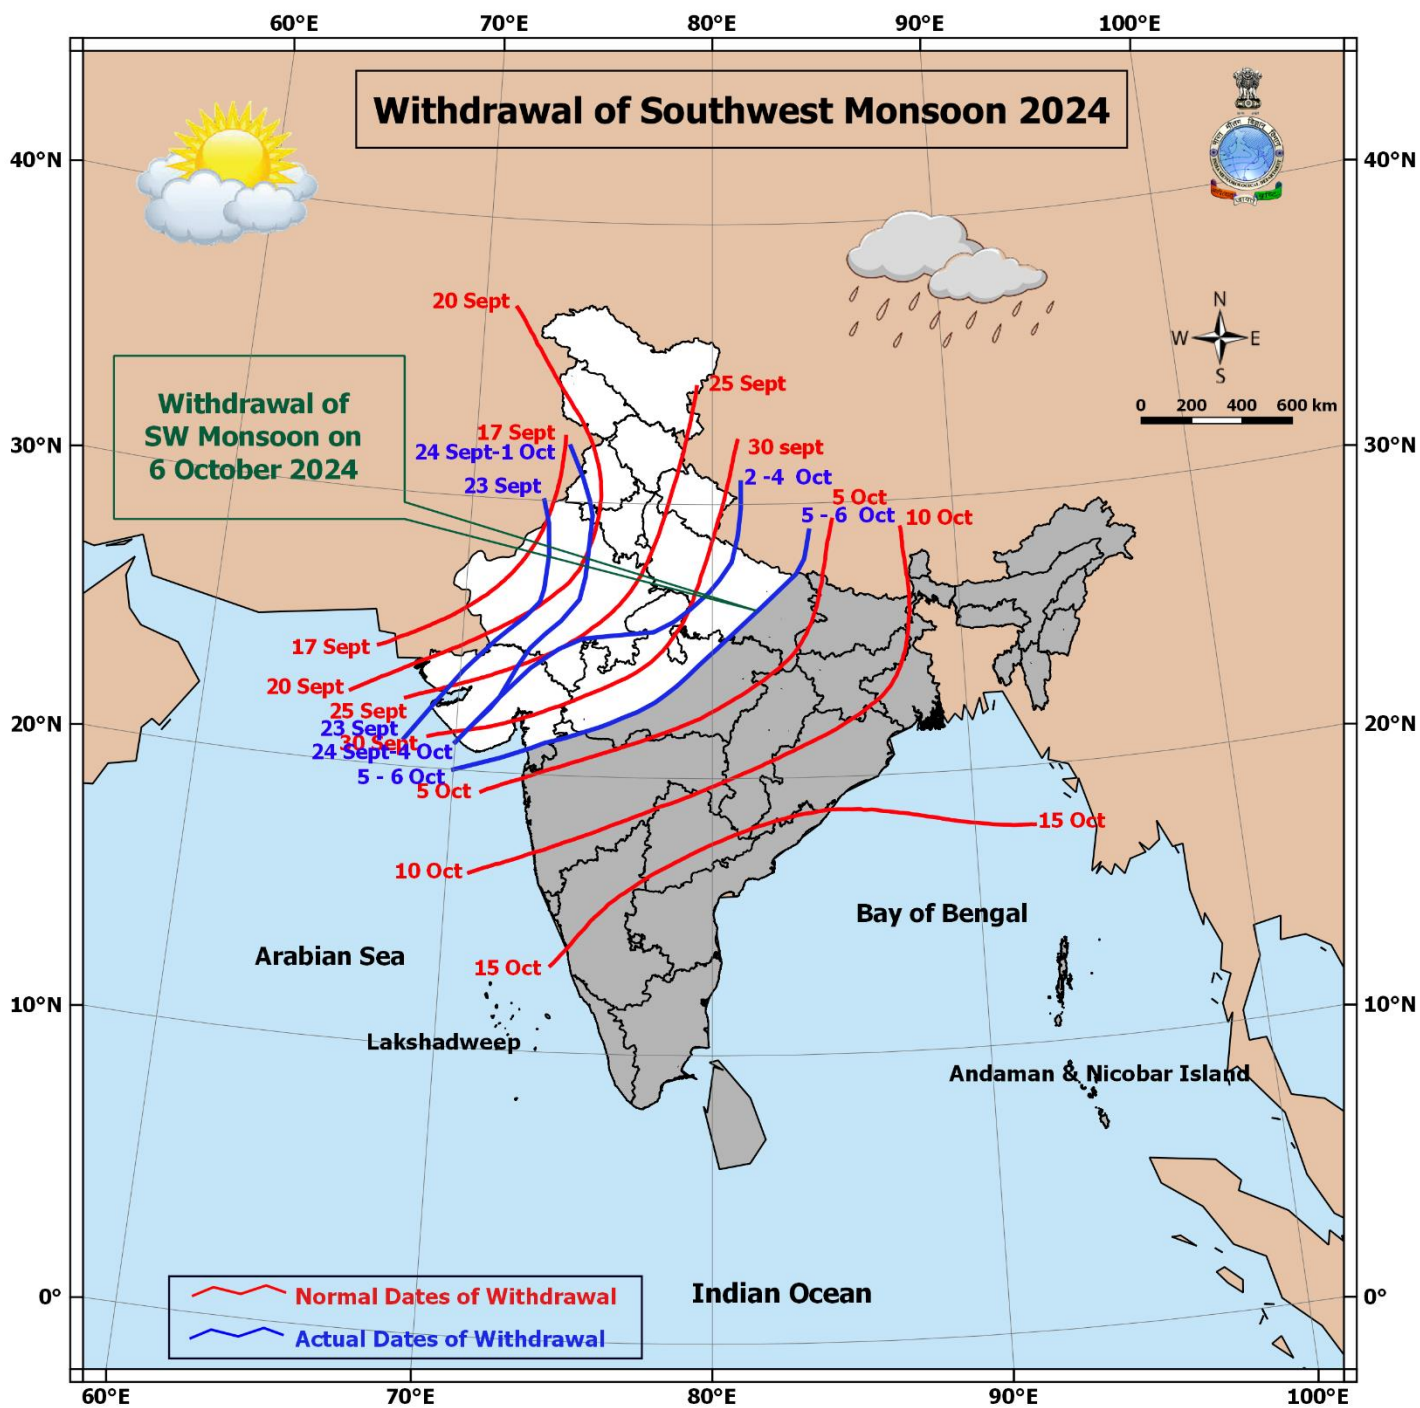 60°E
70°E
80°E
90°E
100°E
Withdrawal of Southwest Monsoon 2024
40°N
40°N
20 Sept
N
W
E
S
Withdrawal of
SW Monsoon on
6 October 2024
25 Sept
0 200 400 600 km
30°N
17 Sept
24 Sept-1 Oct
30 sept
30°N
23 Sept
2 -4 Oct
5 Oct
5 - 6 Oct
10 Oct
17 Sept
20 Sept
25 Sept
20°N
23 Sept
30 Sept
24 Sept-4 Oct
20°N
5 - 6 Oct
5 Oct
15 Oct
10 Oct
Bay of Bengal
Arabian Sea
15 Oct
10°N
10°N
Lakshadweep
Andaman & Nicobar Island
0°
Normal Dates of Withdrawal
Indian Ocean
0°
Actual Dates of Withdrawal
60°E
70°E
80°E
90°E
100°E